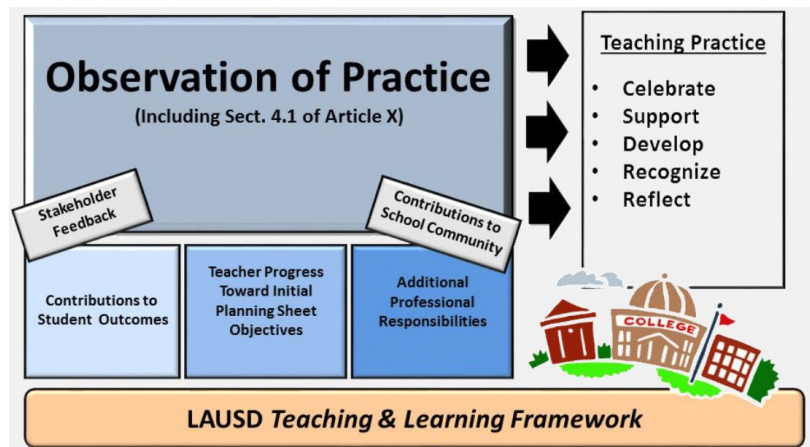 Observation of Practice
(Including Sect. 4.1 of Article X)
Stakeholder
Feedback
Contributions to
School Community
Contributions to
Student Outcomes
Teacher Progress
Toward Initial
Planning Sheet
Objectives
Additional
Professional
Responsibilities
Teaching Practice
• Celebrate
• Support
• Develop
• Recognize
• Reflect
COLLEGE
LAUSD Teaching & Learning Framework